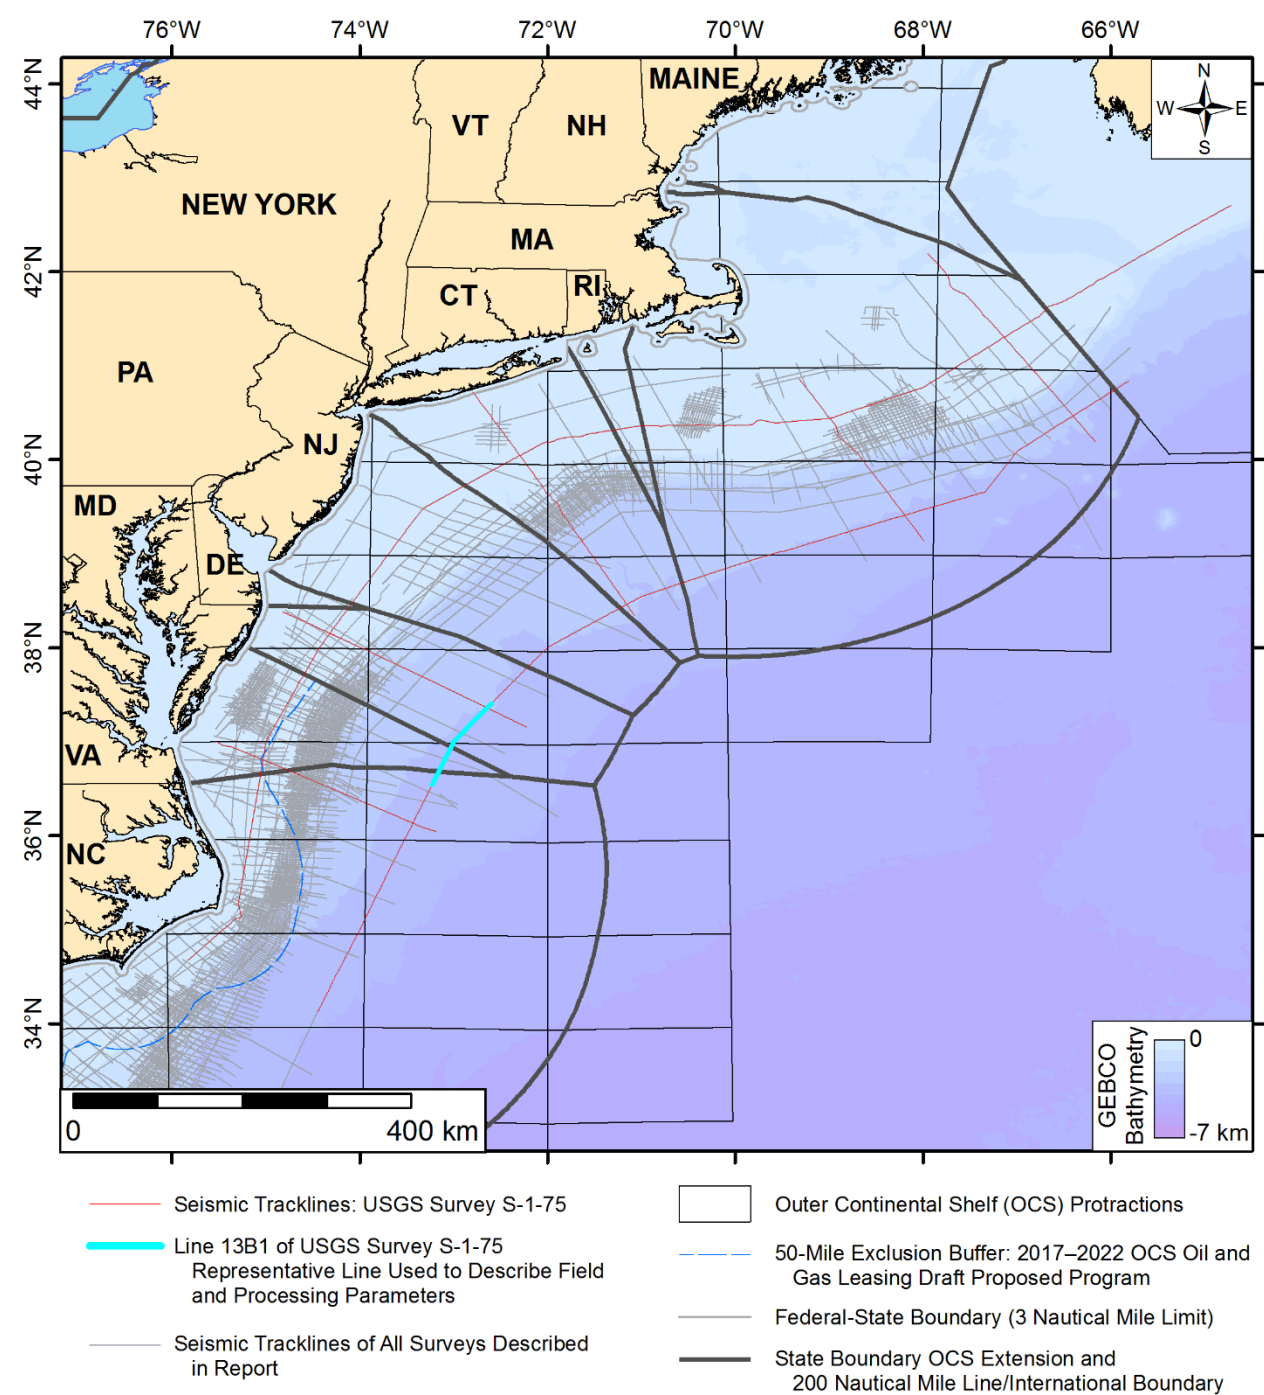 76°W 74°W 72°W 70°W 68°W 66°W
44°N
42°N
40°N
38°N
36°N
34°N
MAINE
N
W E
S
VT
NH
NEW YORK
MA
CT
RI
PA
NJ
MD
DE
VA
NC
GEBCO
Bathymetry
0
-7 km
0 400 km
Seismic Tracklines: USGS Survey S-1-75
Line 13B1 of USGS Survey S-1-75
Representative Line Used to Describe Field
and Processing Parameters
Seismic Tracklines of All Surveys Described
in Report
Outer Continental Shelf (OCS) Protractions
50-Mile Exclusion Buffer: 2017–2022 OCS Oil and
Gas Leasing Draft Proposed Program
Federal-State Boundary (3 Nautical Mile Limit)
State Boundary OCS Extension and
200 Nautical Mile Line/International Boundary